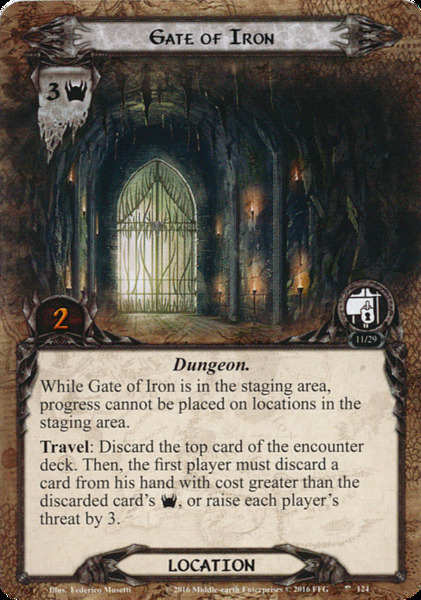 Gate of Iron
3
2
11/29
Dungeon.
While Gate of Iron is in the staging area,
progress cannot be placed on locations in the
staging area.
Travel: Discard the top card of the encounter
deck. Then, the first player must discard a
card from his hand with cost greater than the
discarded card's , or raise each player's
threat by 3.
LOCATION
Illus. Federico Musetti © 2016 Middle-earth Enterprises © 2016 FFG 124